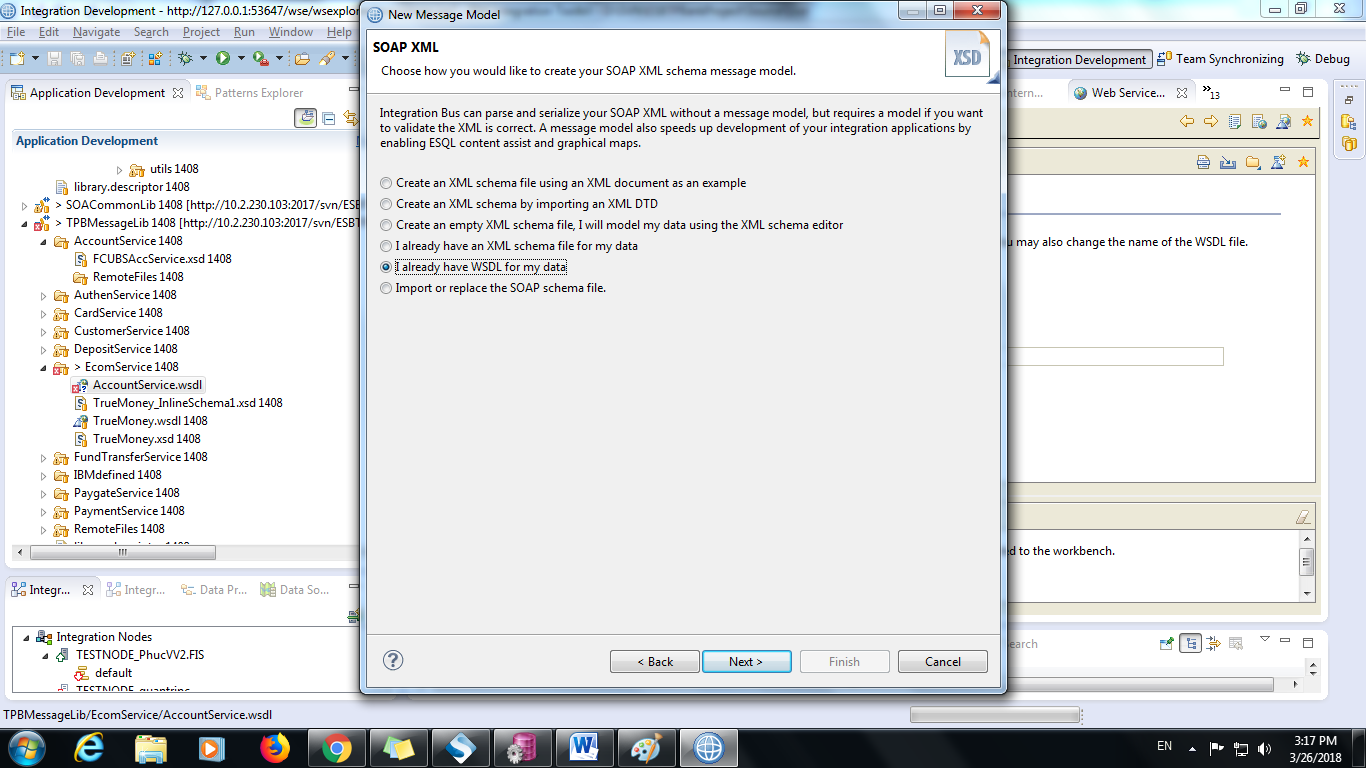 Integration Development - http://127.0.0.1:53647/wse/wsexplor
File Edit Navigate Search Project Run Window Help
Integration Development
Team Synchronizing
Debug
Application Development
Patterns Explorer
Application Development
utils 1408
library.descriptor 1408
> SOACommonLib 1408 [http://10.2.230.103:2017/svn/ESB
> TPBMessageLib 1408 [http://10.2.230.103:2017/svn/ESBT
AccountService 1408
FCUBSAccService.xsd 1408
RemoteFiles 1408
AuthenService 1408
CardService 1408
CustomerService 1408
DepositService 1408
> EcomService 1408
AccountService.wsdl
TrueMoney_InlineSchema1.xsd 1408
TrueMoney.wsdl 1408
TrueMoney.xsd 1408
FundTransferService 1408
IBMdefined 1408
PaygateService 1408
PaymentService 1408
RemoteFiles 1408
Integr...
Integr...
Data Pr...
Data So...
Integration Nodes
TESTNODE_PhucVV2.FIS
default
TESTNODE_quantrinc
TPBMessageLib/EcomService/AccountService.wsdl
New Message Model
SOAP XML
Choose how you would like to create your SOAP XML schema message model.
XSD
Integration Bus can parse and serialize your SOAP XML without a message model, but requires a model if you want
to validate the XML is correct. A message model also speeds up development of your integration applications by
enabling ESQL content assist and graphical maps.
Create an XML schema file using an XML document as an example
Create an XML schema by importing an XML DTD
Create an empty XML schema file, I will model my data using the XML schema editor
I already have an XML schema file for my data
I already have WSDL for my data
Import or replace the SOAP schema file.
?
< Back
Next >
Finish
Cancel
ntern...
Web Service...
»13
u may also change the name of the WSDL file.
ed to the workbench.
earch
EN
3:17 PM
3/26/2018